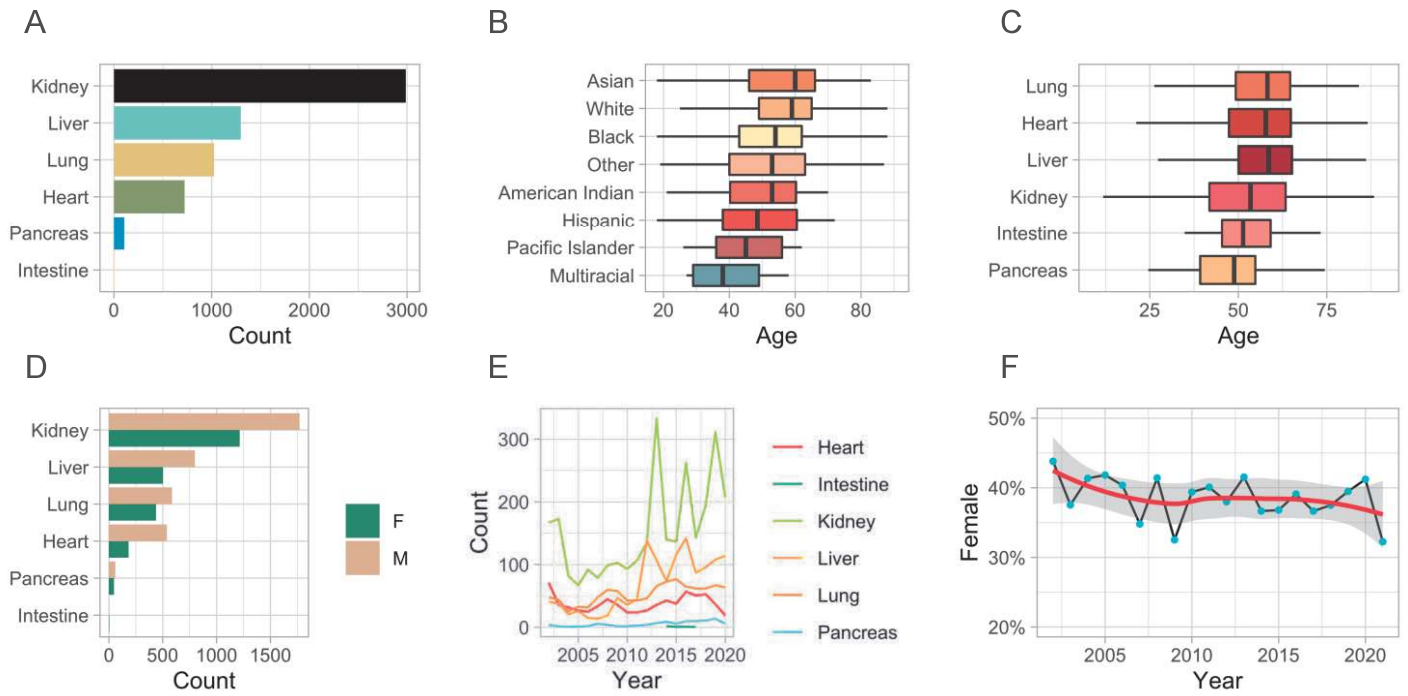 A
Kidney
Liver
Lung
Heart
Pancreas
Intestine
0 1000 2000 3000
Count
B
Asian
White
Black
Other
American Indian
Hispanic
Pacific Islander
Multiracial
20 40 60 80
Age
C
Lung
Heart
Liver
Kidney
Intestine
Pancreas
25 50 75
Age
D
Kidney
Liver
Lung
Heart
Pancreas
Intestine
0 500 1000 1500
Count
F
M
E
Count
300
200
100
0
2005 2010 2015 2020
Year
Heart
Intestine
Kidney
Liver
Lung
Pancreas
F
Female
50%
40%
30%
20%
2005 2010 2015 2020
Year